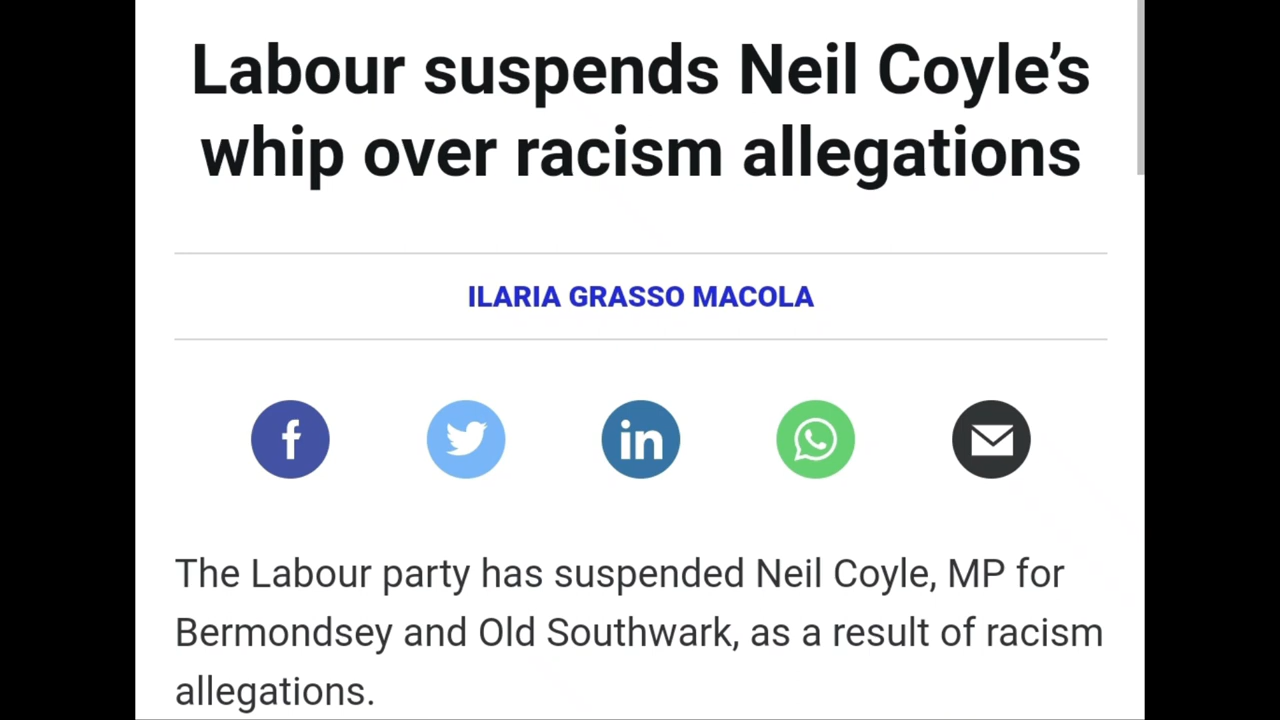 Labour suspends Neil Coyle’s
whip over racism allegations
ILARIA GRASSO MACOLA
The Labour party has suspended Neil Coyle, MP for
Bermondsey and Old Southwark, as a result of racism
allegations.